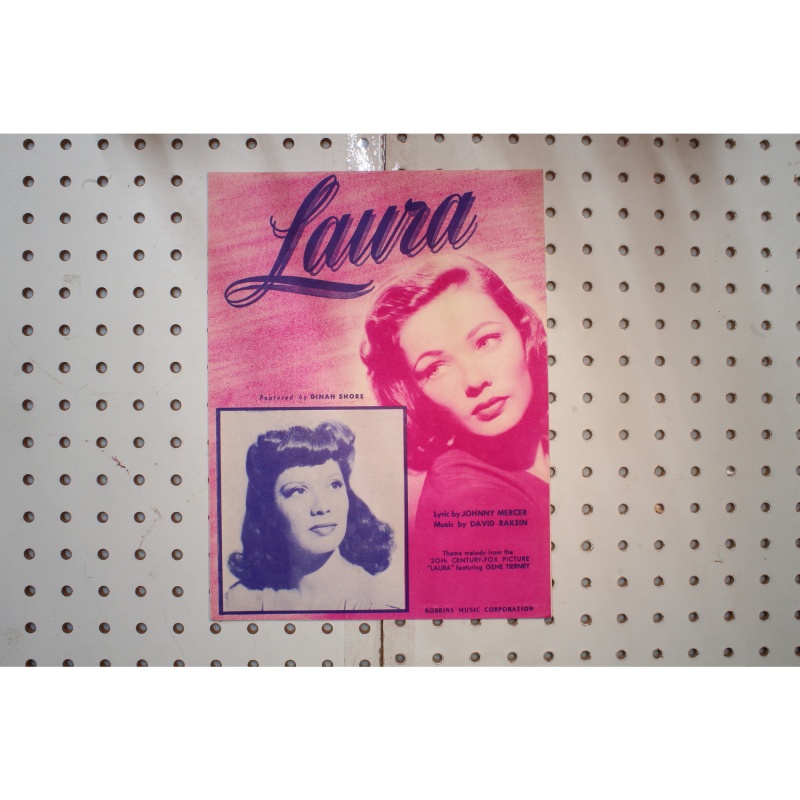 Laura
Featured by DINAH SHORE
Lyric by JOHNNY MERCER
Music by DAVID RAKSIN
Theme melody from the
20th CENTURY-FOX PICTURE
"LAURA" featuring GENE TIERNEY
ROBBINS MUSIC CORPORATION